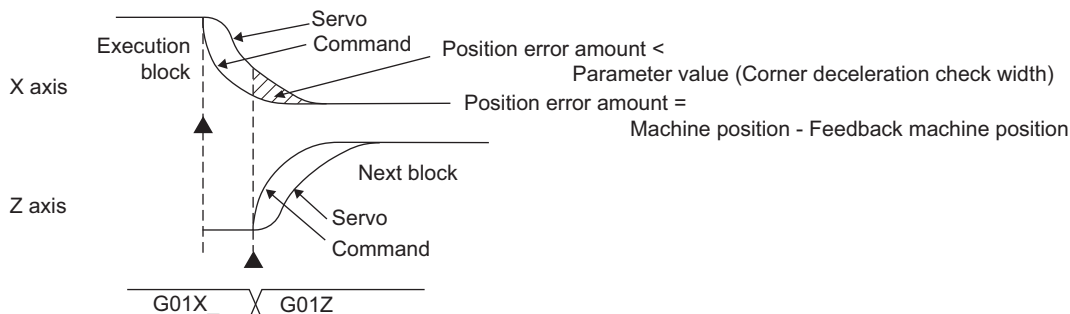 Servo
Command
Execution
block
Position error amount <
Parameter value (Corner deceleration check width)
X axis
Position error amount =
Machine position - Feedback machine position
Next block
Z axis
Servo
Command
G01X_
G01Z